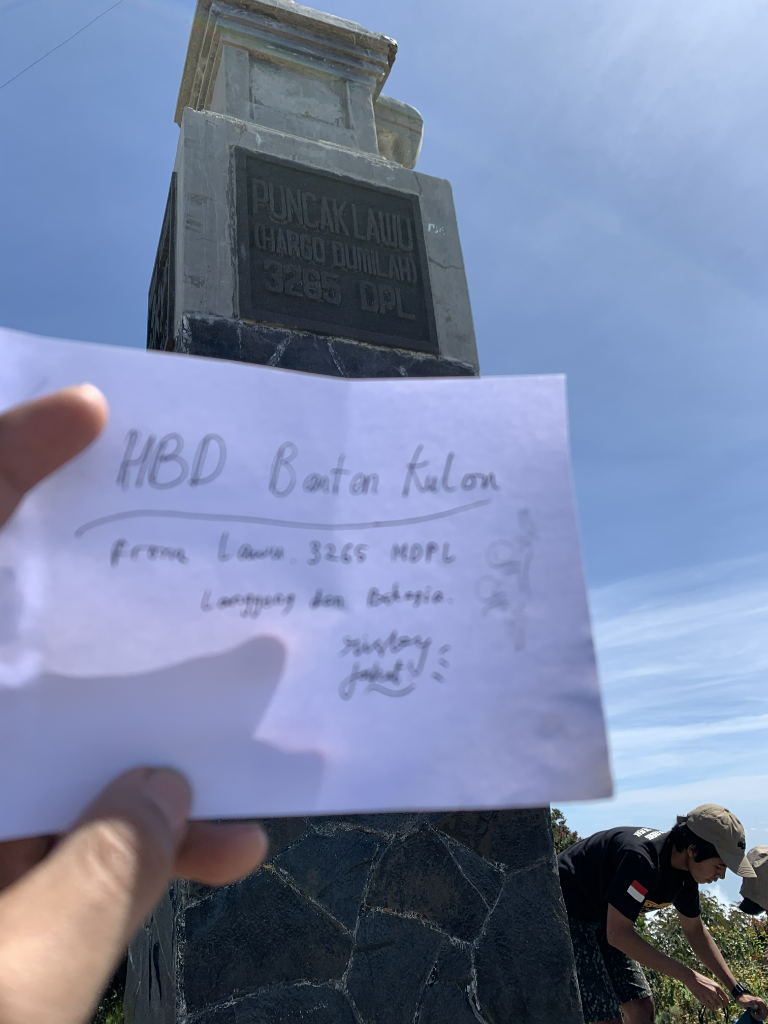 PUNCAK LAWU
(HARGO DUMILAH)
3265 DPL
HBD Banten Kulon
From Lawu. 3265 MDPL
Langgeng dan Bahagia.